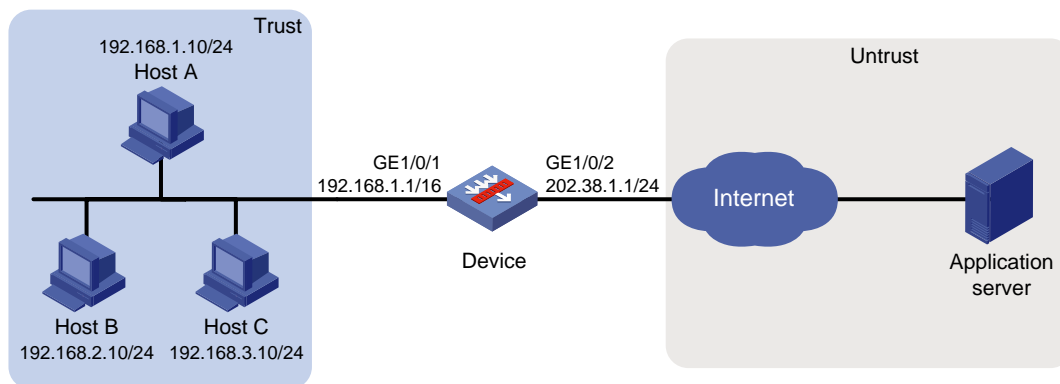 Trust
192.168.1.10/24
Host A
Host B
192.168.2.10/24
Host C
192.168.3.10/24
GE1/0/1
192.168.1.1/16
GE1/0/2
202.38.1.1/24
Device
Untrust
Internet
Application
server